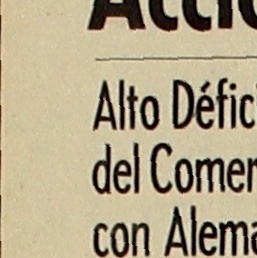 Alto Défici
del Comer
con Alema